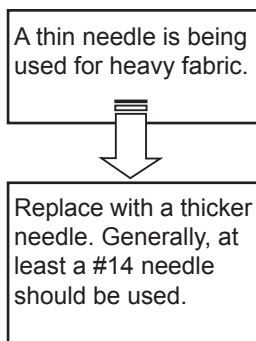 A thin needle is being
used for heavy fabric.
Replace with a thicker
needle. Generally, at
least a #14 needle
should be used.